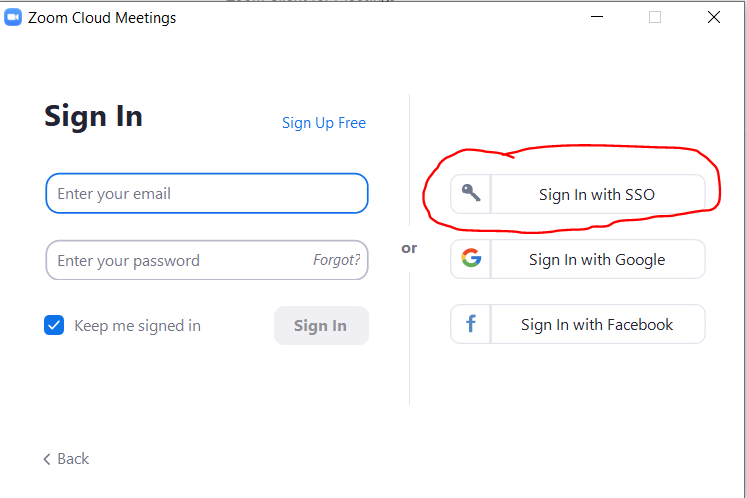 Zoom Cloud Meetings
Sign In
Sign Up Free
Enter your email
Enter your password
Forgot?
Keep me signed in
Sign In
or
Sign In with SSO
Sign In with Google
Sign In with Facebook
Back